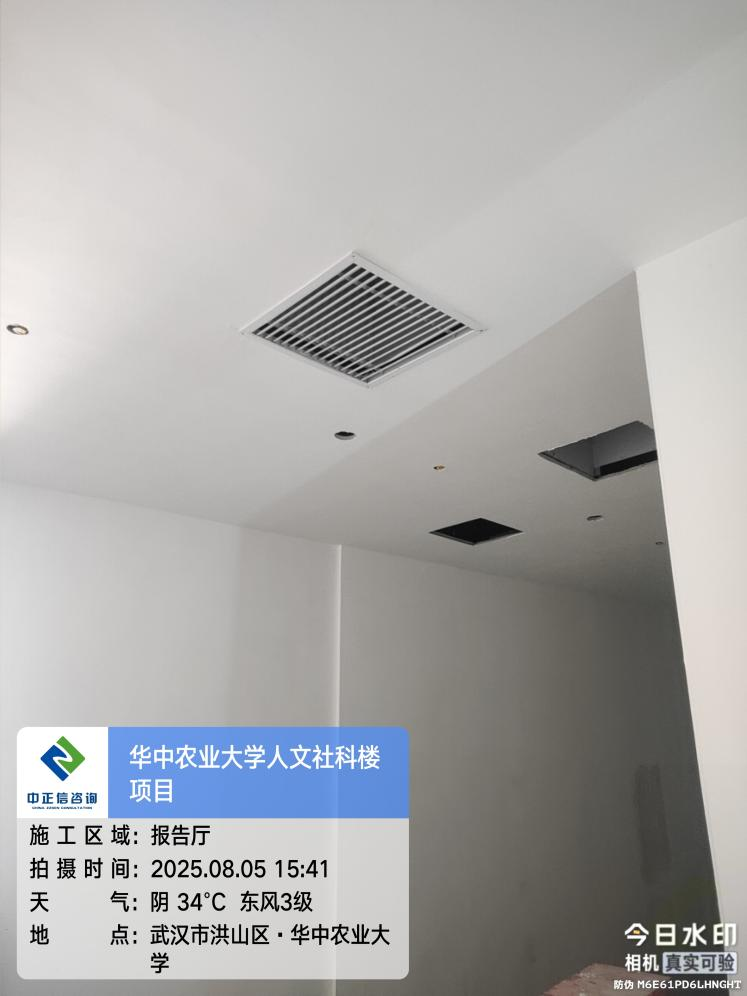 华中农业大学人文社科楼
项目
中正信咨询
施工区域：报告厅
拍摄时间：2025.08.05 15:41
天气：阴 34℃ 东风3级
地点：武汉市洪山区·华中农业大
学
今日水印
相机 真实可验
防伪 M6E61PD6LHNGHT